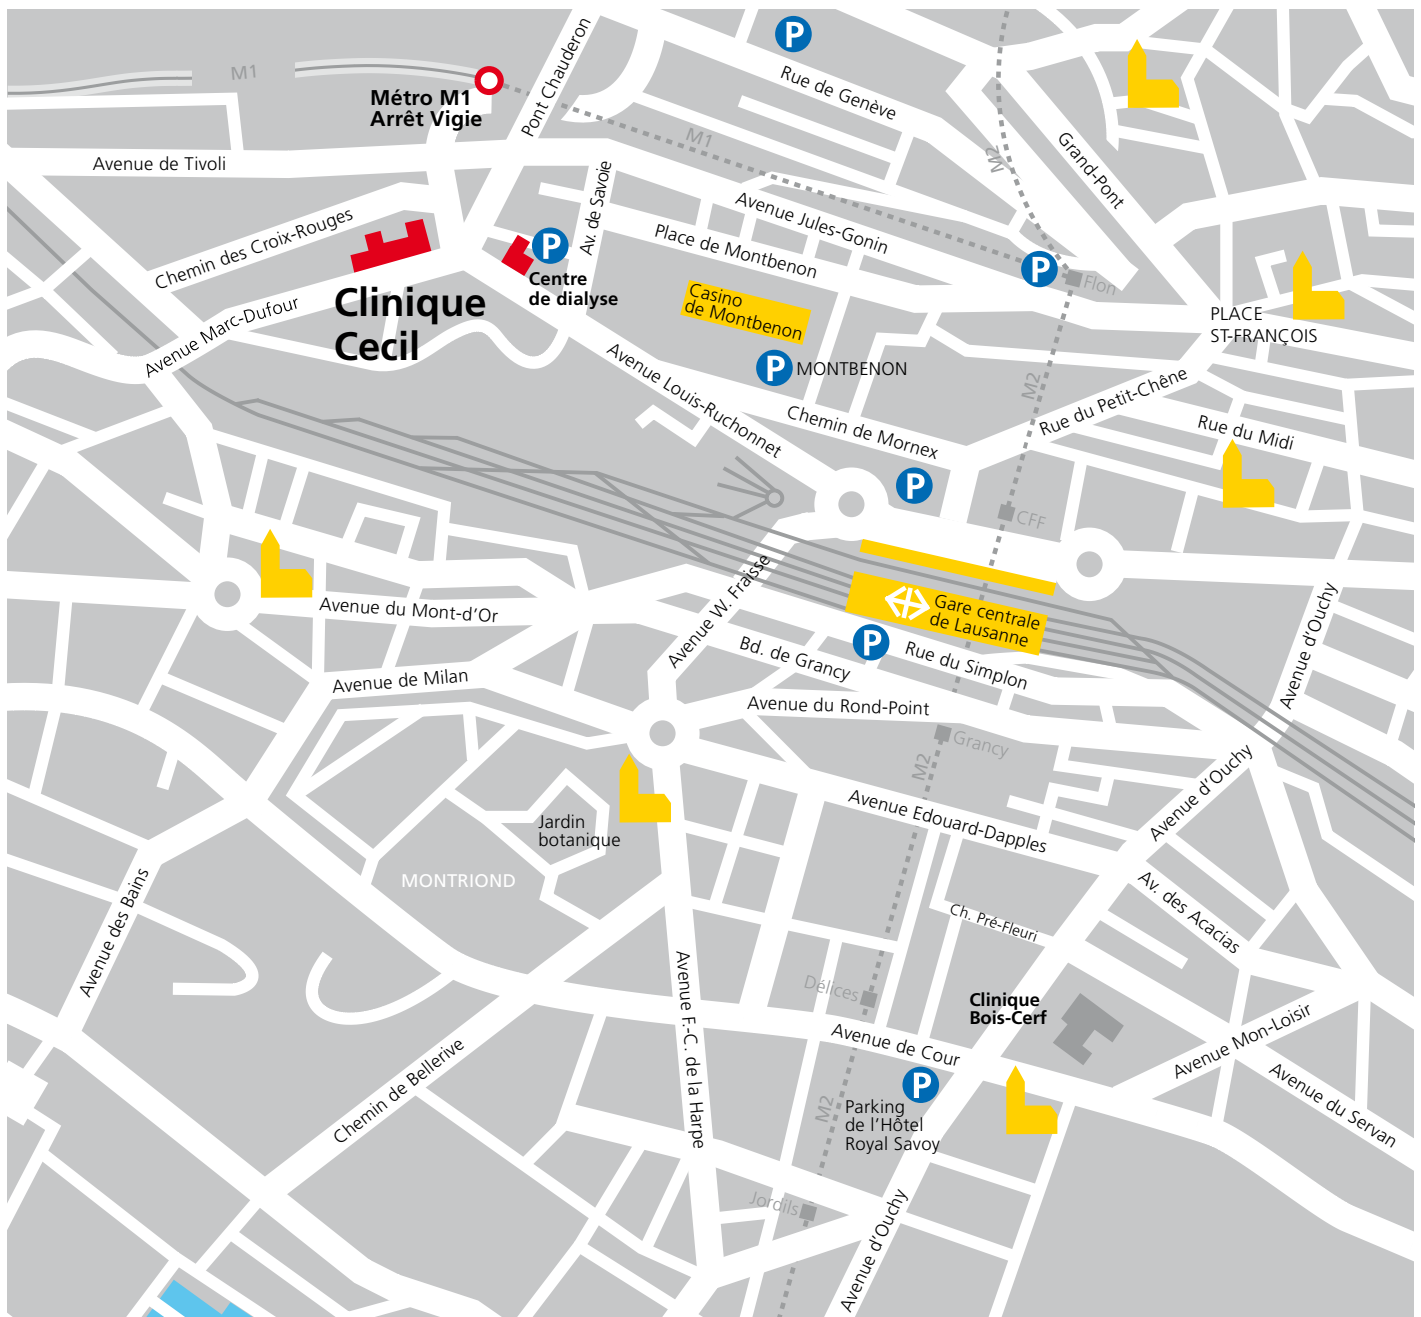 P
M1
Métro M1
Arrêt Vigie
Pont Chauderon
Rue de Genève
M1
M2
Grand-Pont
Avenue de Tivoli
Av. de Savoie
Chemin des Croix-Rouges
Avenue Jules-Gonin
Place de Montbenon
P
Centre
de dialyse
P
Flon
Clinique
Cecil
Avenue Marc-Dufour
Casino
de Montbenon
PLACE
ST-FRANÇOIS
P
MONTBENON
Avenue Louis-Ruchonnet
M2
Rue du Petit-Chêne
Chemin de Mornex
Rue du Midi
P
CFF
Avenue W. Fraisse
Gare centrale
de Lausanne
Avenue du Mont-d’Or
P
Rue du Simplon
Bd. de Grancy
Avenue d’Ouchy
Avenue de Milan
Avenue du Rond-Point
Grancy
M2
Avenue d’Ouchy
Avenue Edouard-Dapples
Jardin
botanique
MONTRIOND
Av. des Acacias
Ch. Pré-Fleuri
Avenue des Bains
Avenue F.-C. de la Harpe
Délices
Clinique
Bois-Cerf
Avenue de Cour
Avenue Mon-Loisir
Chemin de Bellerive
P
M2
Parking
de l’Hôtel
Royal Savoy
Avenue du Servan
Jordils
Avenue d’Ouchy